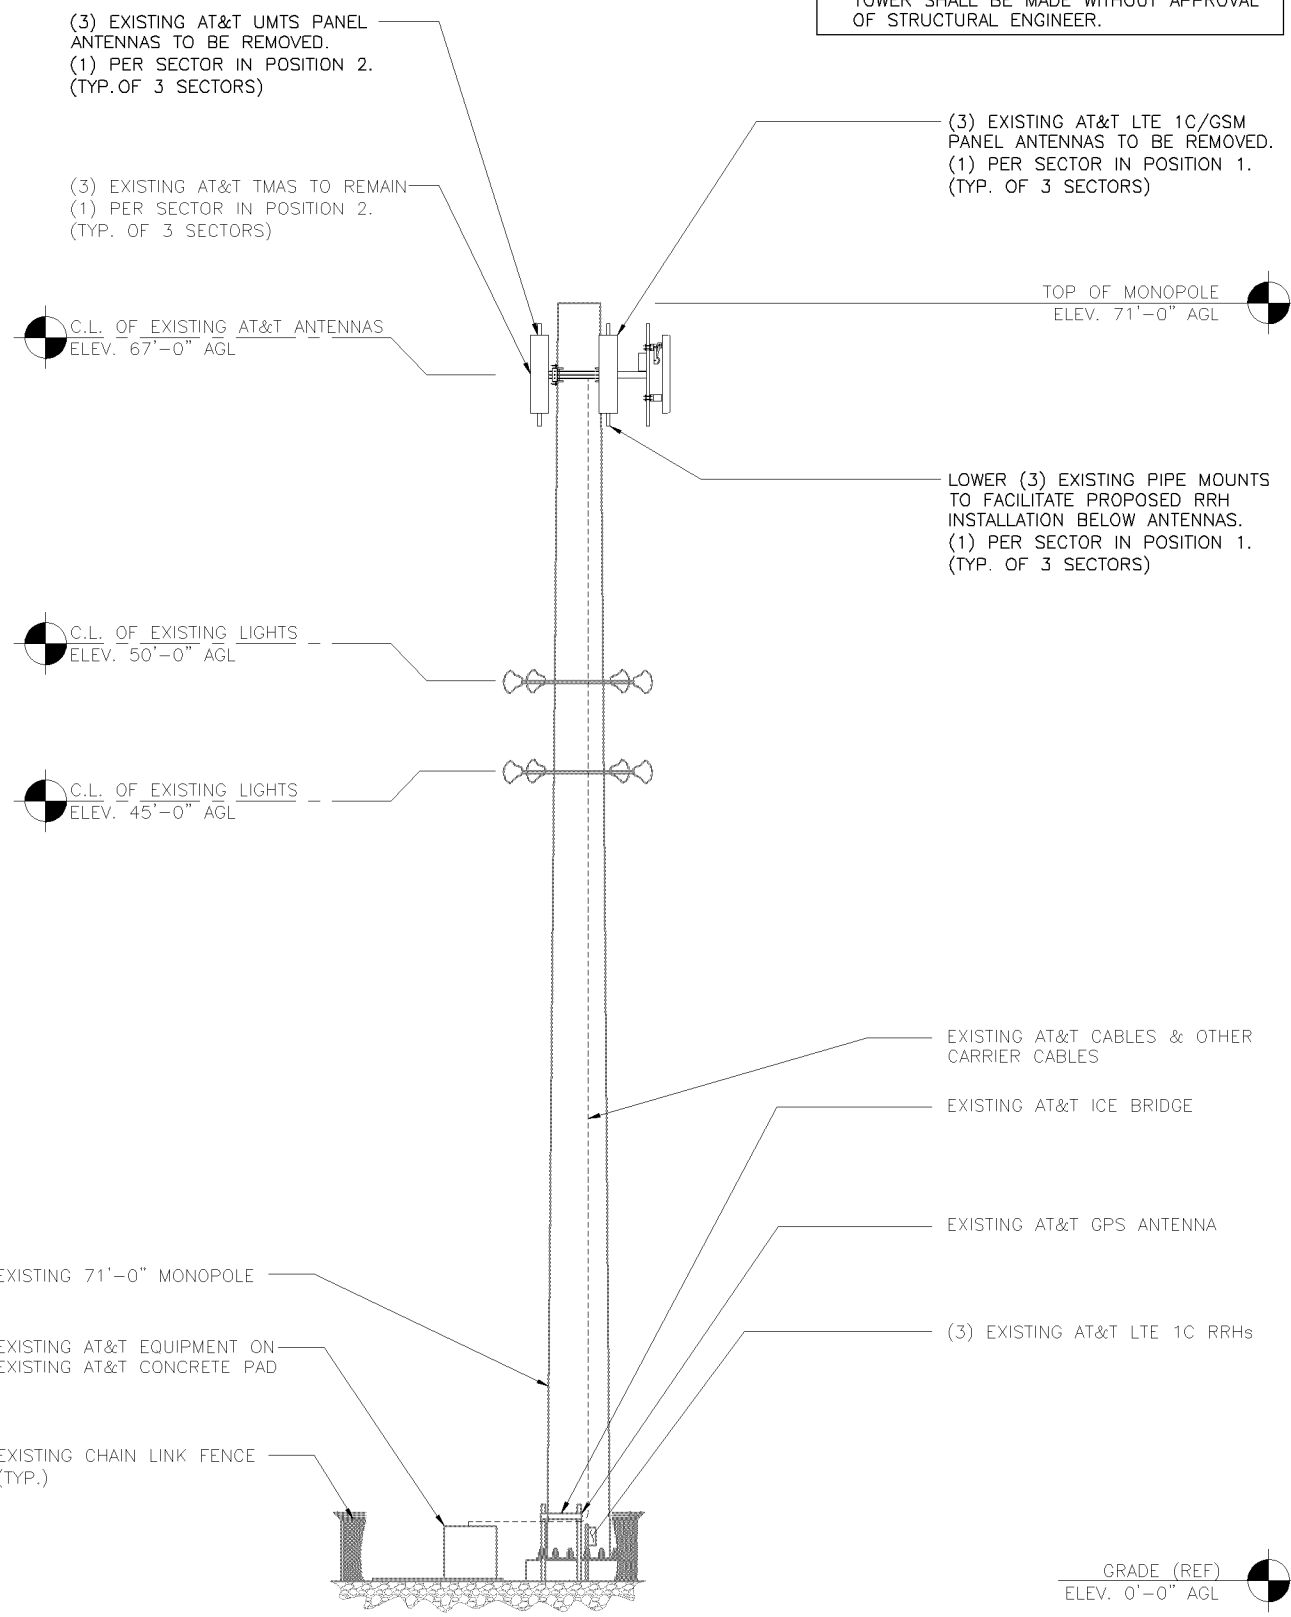 TOWER SHALL BE MADE WITHOUT APPROVAL
OF STRUCTURAL ENGINEER.
(3) EXISTING AT&T UMTS PANEL
ANTENNAS TO BE REMOVED.
(1) PER SECTOR IN POSITION 2.
(TYP.OF 3 SECTORS)
(3) EXISTING AT&T LTE 1C/GSM
PANEL ANTENNAS TO BE REMOVED.
(1) PER SECTOR IN POSITION 1.
(TYP. OF 3 SECTORS)
(3) EXISTING AT&T TMAS TO REMAIN
(1) PER SECTOR IN POSITION 2.
(TYP. OF 3 SECTORS)
TOP OF MONOPOLE
ELEV. 71'-0" AGL
C.L. OF EXISTING AT&T ANTENNAS
ELEV. 67'-0" AGL
LOWER (3) EXISTING PIPE MOUNTS
TO FACILITATE PROPOSED RRH
INSTALLATION BELOW ANTENNAS.
(1) PER SECTOR IN POSITION 1.
(TYP. OF 3 SECTORS)
C.L. OF EXISTING LIGHTS
ELEV. 50'-0" AGL
C.L. OF EXISTING LIGHTS
ELEV. 45'-0" AGL
EXISTING AT&T CABLES & OTHER
CARRIER CABLES
EXISTING AT&T ICE BRIDGE
EXISTING AT&T GPS ANTENNA
EXISTING 71'-0" MONOPOLE
(3) EXISTING AT&T LTE 1C RRHs
EXISTING AT&T EQUIPMENT ON
EXISTING AT&T CONCRETE PAD
EXISTING CHAIN LINK FENCE
(TYP.)
GRADE (REF)
ELEV. 0'-0" AGL